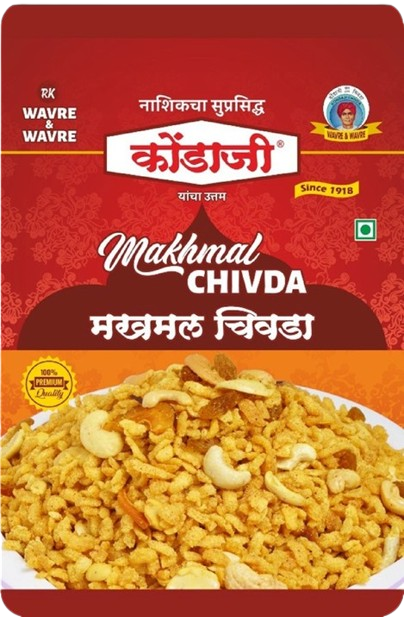 RK
WAVRE
&
WAVRE
नाशिकचा सुप्रसिद्ध
कोंडाजी®
यांचा उत्तम
WAVRE & WAVRE
Since 1918
Makhmal
CHIVDA
मखमल चिवडा
100%
PREMIUM
Quality